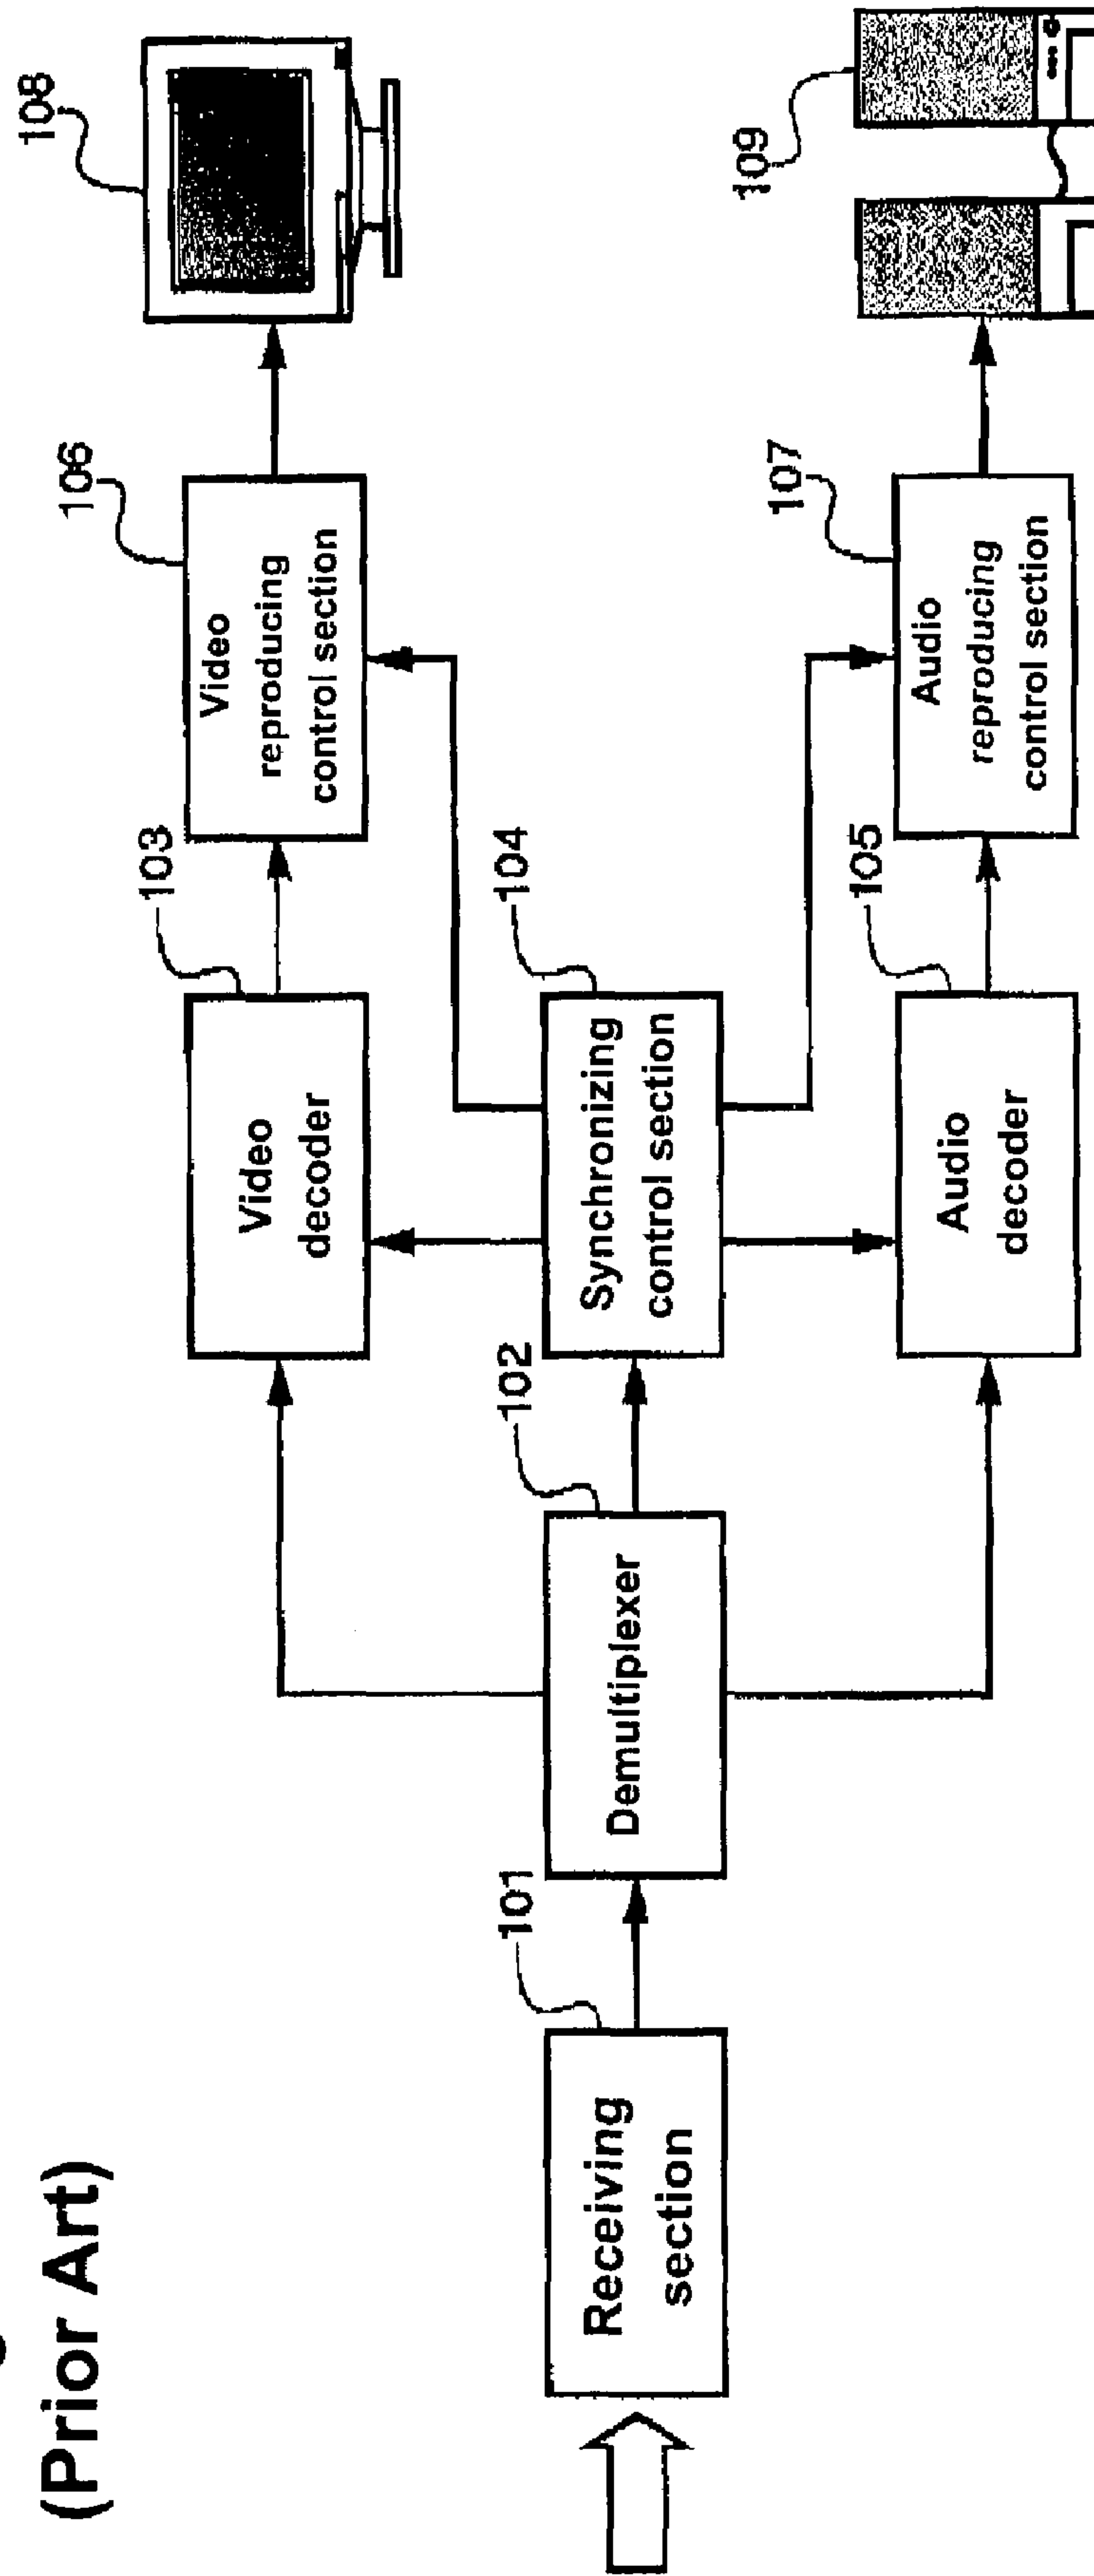 (Prior Art)
108
106
Video
reproducing
control section
103
Video
decoder
104
Synchronizing
control section
102
Demultiplexer
101
Receiving
section
109
107
Audio
reproducing
control section
105
Audio
decoder